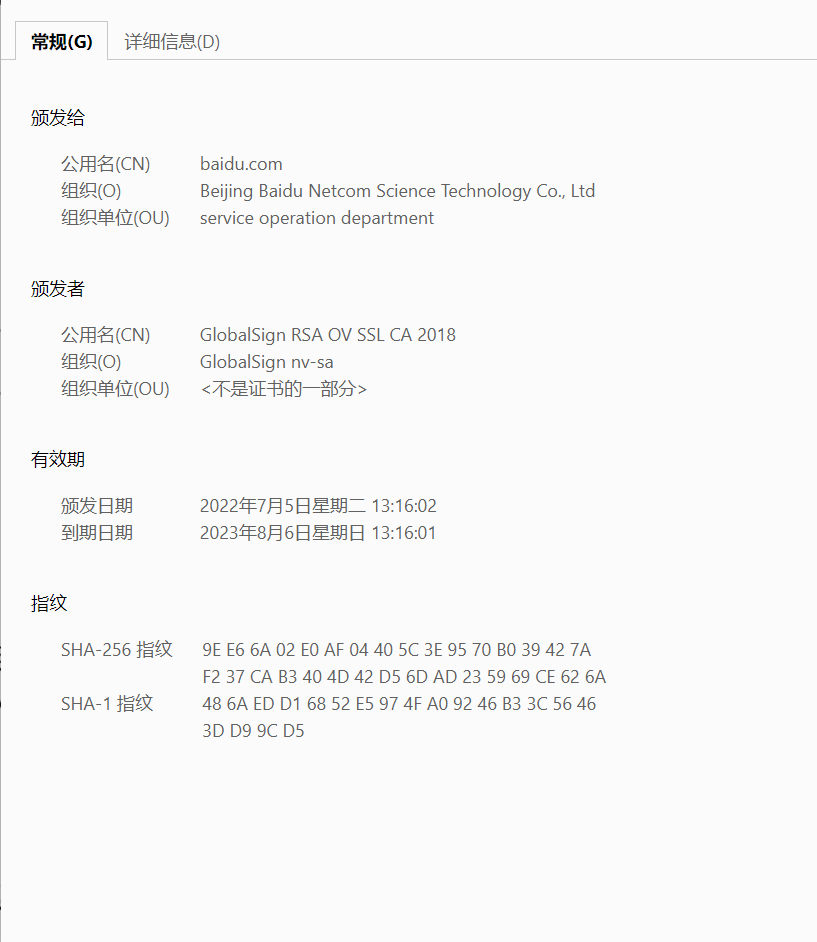 常规(G) 详细信息(D)
颁发给
公用名(CN) baidu.com
组织(O) Beijing Baidu Netcom Science Technology Co., Ltd
组织单位(OU) service operation department
颁发者
公用名(CN) GlobalSign RSA OV SSL CA 2018
组织(O) GlobalSign nv-sa
组织单位(OU) <不是证书的一部分>
有效期
颁发日期 2022年7月5日星期二 13:16:02
到期日期 2023年8月6日星期日 13:16:01
指纹
SHA-256 指纹 9E E6 6A 02 E0 AF 04 40 5C 3E 95 70 B0 39 42 7A
F2 37 CA B3 40 4D 42 D5 6D AD 23 59 69 CE 62 6A
SHA-1 指纹 48 6A ED D1 68 52 E5 97 4F A0 92 46 B3 3C 56 46
3D D9 9C D5